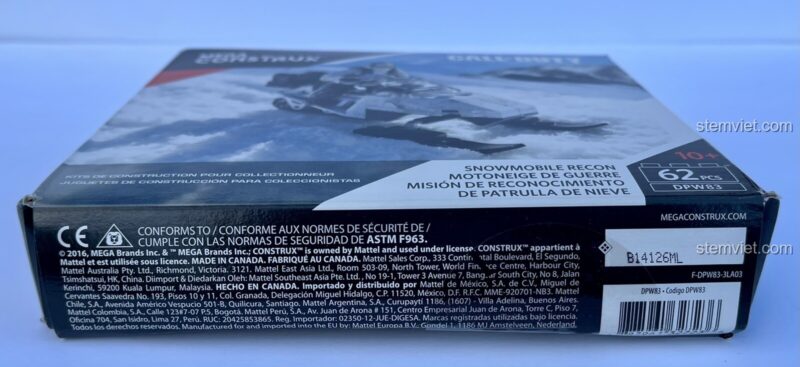 MEGA
CONSTRUX
CALL OF DUTY
stemviet.com
KITS DE CONSTRUCTION POUR COLLECTIONNEUR
JUGUETES DE CONSTRUCCIÓN PARA COLECCIONISTAS
SNOWMOBILE RECON
MOTONEIGE DE GUERRE
MISIÓN DE RECONOCIMIENTO
DE PATRULLA DE NIEVE
10+
62 PCS
DPW83
stemviet.com
MEGACONSTRUX.COM
CE
CONFORMS TO / CONFORME AUX NORMES DE SÉCURITÉ DE /
CUMPLE CON LAS NORMAS DE SEGURIDAD DE ASTM F963.
© 2016, MEGA Brands Inc. & ™ MEGA Brands Inc.; CONSTRUX™ is owned by Mattel and used under license. CONSTRUX™ appartient à
Mattel et est utilisée sous licence. MADE IN CANADA. FABRIQUÉ AU CANADA. Mattel Sales Corp., 333 Continental Boulevard, El Segundo,
Mattel Australia Pty. Ltd., Richmond, Victoria. 3121. Mattel East Asia Ltd., Room 503-09, North Tower, World Finance Centre, Harbour City,
Tsimshatsui, HK, China. Diimport & Diedarkan Oleh: Mattel Southeast Asia Pte. Ltd., No 19-1, Tower 3 Avenue 7, Bangsar South City, No 8, Jalan
Kerinchi, 59200 Kuala Lumpur, Malaysia. HECHO EN CANADA. Importado y distribuido por Mattel de México, S.A. de C.V., Miguel de
Cervantes Saavedra No. 193, Pisos 10 y 11, Col. Granada, Delegación Miguel Hidalgo, C.P. 11520, México, D.F. R.F.C. MME-920701-NB3. Mattel
Chile, S.A., Avenida Américo Vespucio 501-B, Quilicura, Santiago. Mattel Argentina, S.A., Curupaytí 1186, (1607) - Villa Adelina, Buenos Aires.
Mattel Colombia, S.A., Calle 123#07-07 P.5, Bogotá. Mattel Perú, S.A., Av. Juan de Arona # 151, Centro Empresarial Juan de Arona, Torre C, Piso 7,
Oficina 704, San Isidro, Lima 27, Perú. RUC: 20425853865. Reg. Importador: 02350-12-JUE-DIGESA.
Todos los derechos reservados. Manufactured for and imported into the EU by: Mattel Europa B.V., Gondel 1, 1186 MJ Amstelveen, Nederland.
B14126ML
F-DPW83-3LA03
DPW83 • Codigo DPW83
stemviet.com